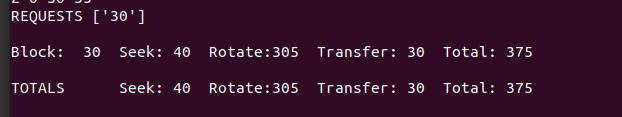 REQUESTS ['30']
Block:  30  Seek: 40  Rotate:305  Transfer: 30  Total: 375
TOTALS      Seek: 40  Rotate:305  Transfer: 30  Total: 375